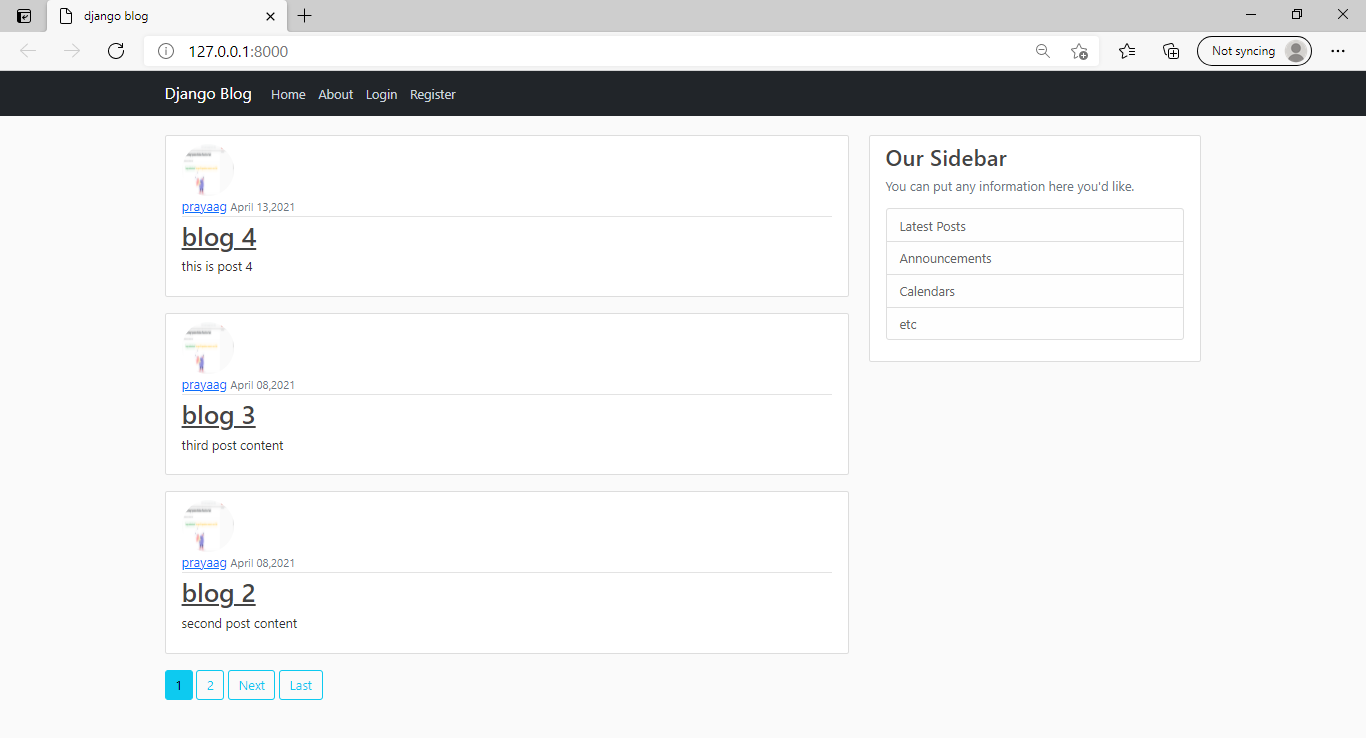 django blog
127.0.0.1:8000
Not syncing
Django Blog Home About Login Register
prayaag April 13,2021
blog 4
this is post 4
prayaag April 08,2021
blog 3
third post content
prayaag April 08,2021
blog 2
second post content
1 2 Next Last
Our Sidebar
You can put any information here you'd like.
Latest Posts
Announcements
Calendars
etc